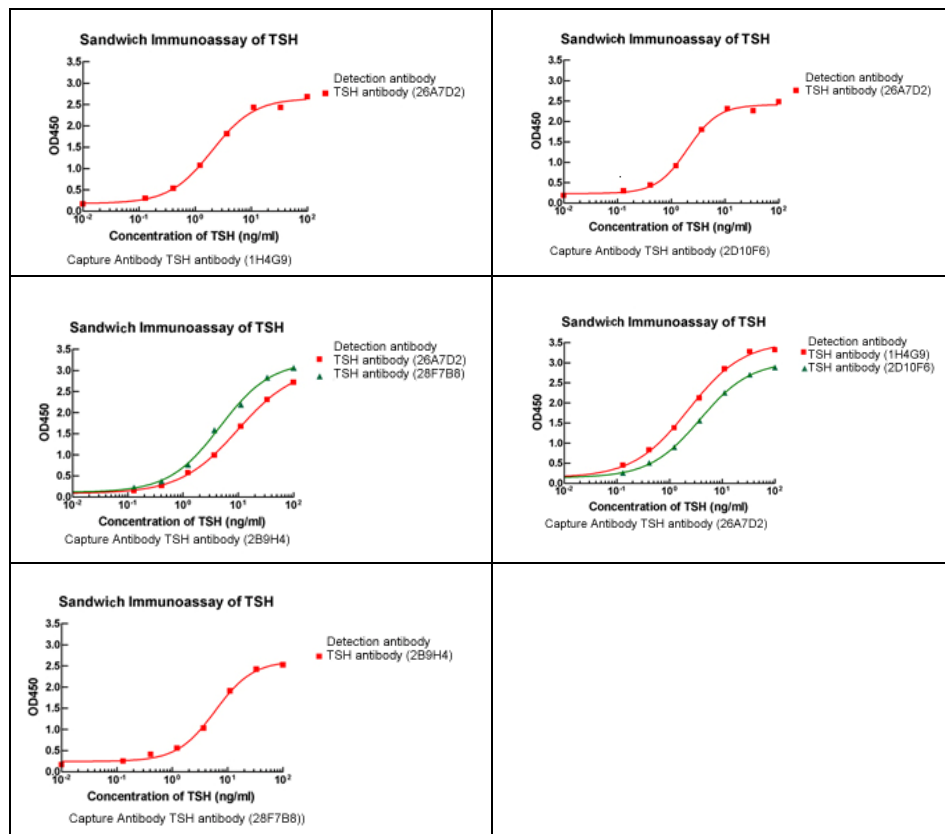 Sandwich Immunoassay of TSH
3.5
3.0
2.5
2.0
1.5
1.0
0.5
0.0
OD450
10-2 10-1 100 101 102
Concentration of TSH (ng/ml)
Detection antibody
TSH antibody (26A7D2)
Capture Antibody TSH antibody (1H4G9)
Sandwich Immunoassay of TSH
3.5
3.0
2.5
2.0
1.5
1.0
0.5
0.0
OD450
10-2 10-1 100 101 102
Concentration of TSH (ng/ml)
Detection antibody
TSH antibody (26A7D2)
Capture Antibody TSH antibody (2D10F6)
Sandwich Immunoassay of TSH
3.5
3.0
2.5
2.0
1.5
1.0
0.5
0.0
OD450
10-2 10-1 100 101 102
Concentration of TSH (ng/ml)
Detection antibody
TSH antibody (26A7D2)
TSH antibody (28F7B8)
Capture Antibody TSH antibody (2B9H4)
Sandwich Immunoassay of TSH
3.5
3.0
2.5
2.0
1.5
1.0
0.5
0.0
OD450
10-2 10-1 100 101 102
Concentration of TSH (ng/ml)
Detection antibody
TSH antibody (1H4G9)
TSH antibody (2D10F6)
Capture Antibody TSH antibody (26A7D2)
Sandwich Immunoassay of TSH
3.5
3.0
2.5
2.0
1.5
1.0
0.5
0.0
OD450
10-2 10-1 100 101 102
Concentration of TSH (ng/ml)
Detection antibody
TSH antibody (2B9H4)
Capture Antibody TSH antibody (28F7B8))